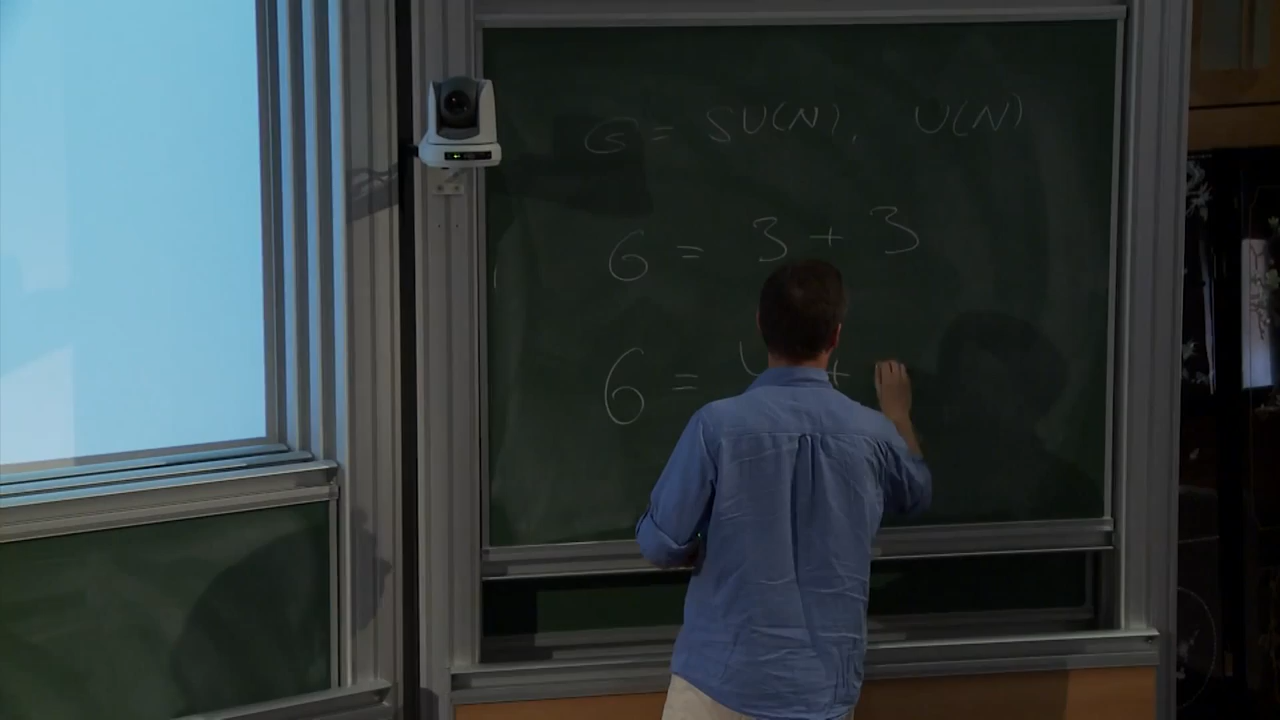 G = SU(N), U(N)
6 = 3 + 3
6 = 4 +